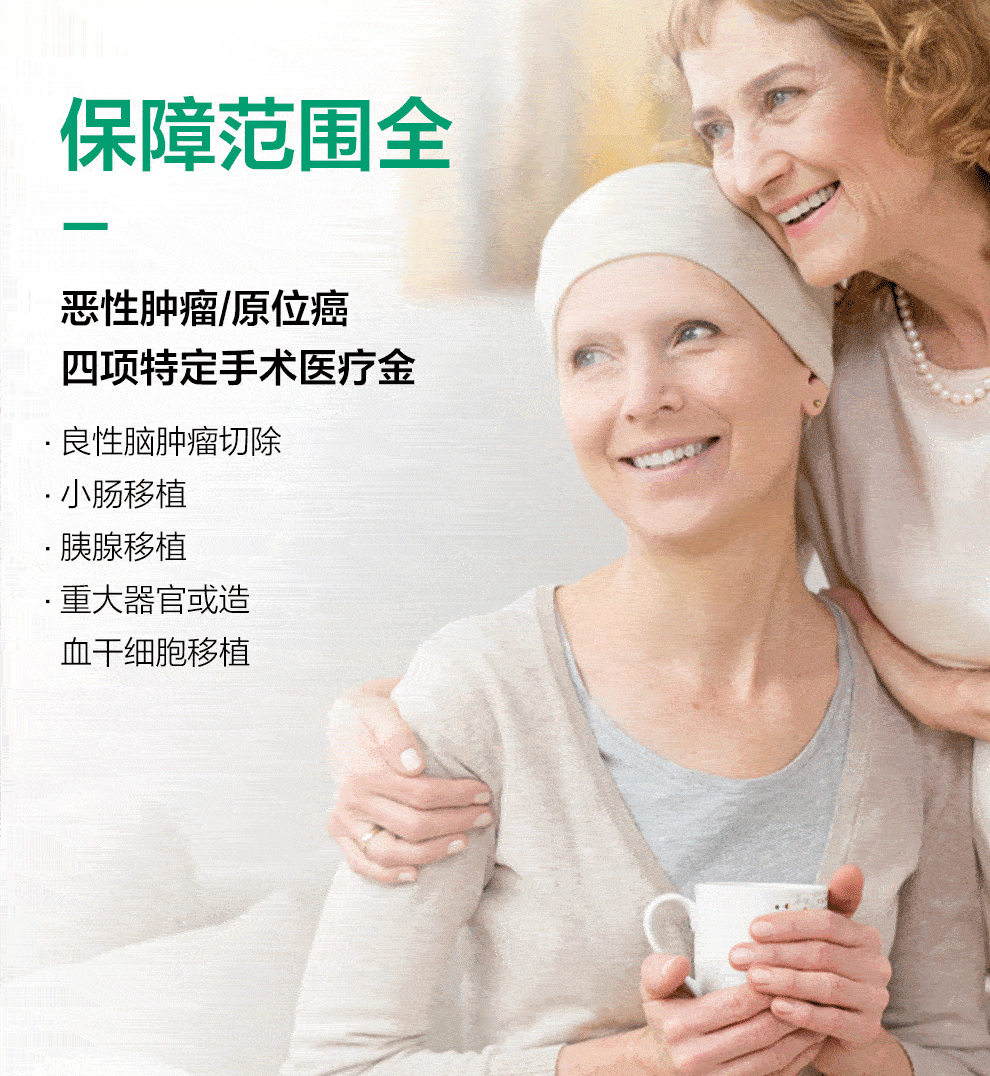 保障范围全
恶性肿瘤/原位癌
四项特定手术医疗金
· 良性脑肿瘤切除
· 小肠移植
· 胰腺移植
· 重大器官或造
血干细胞移植